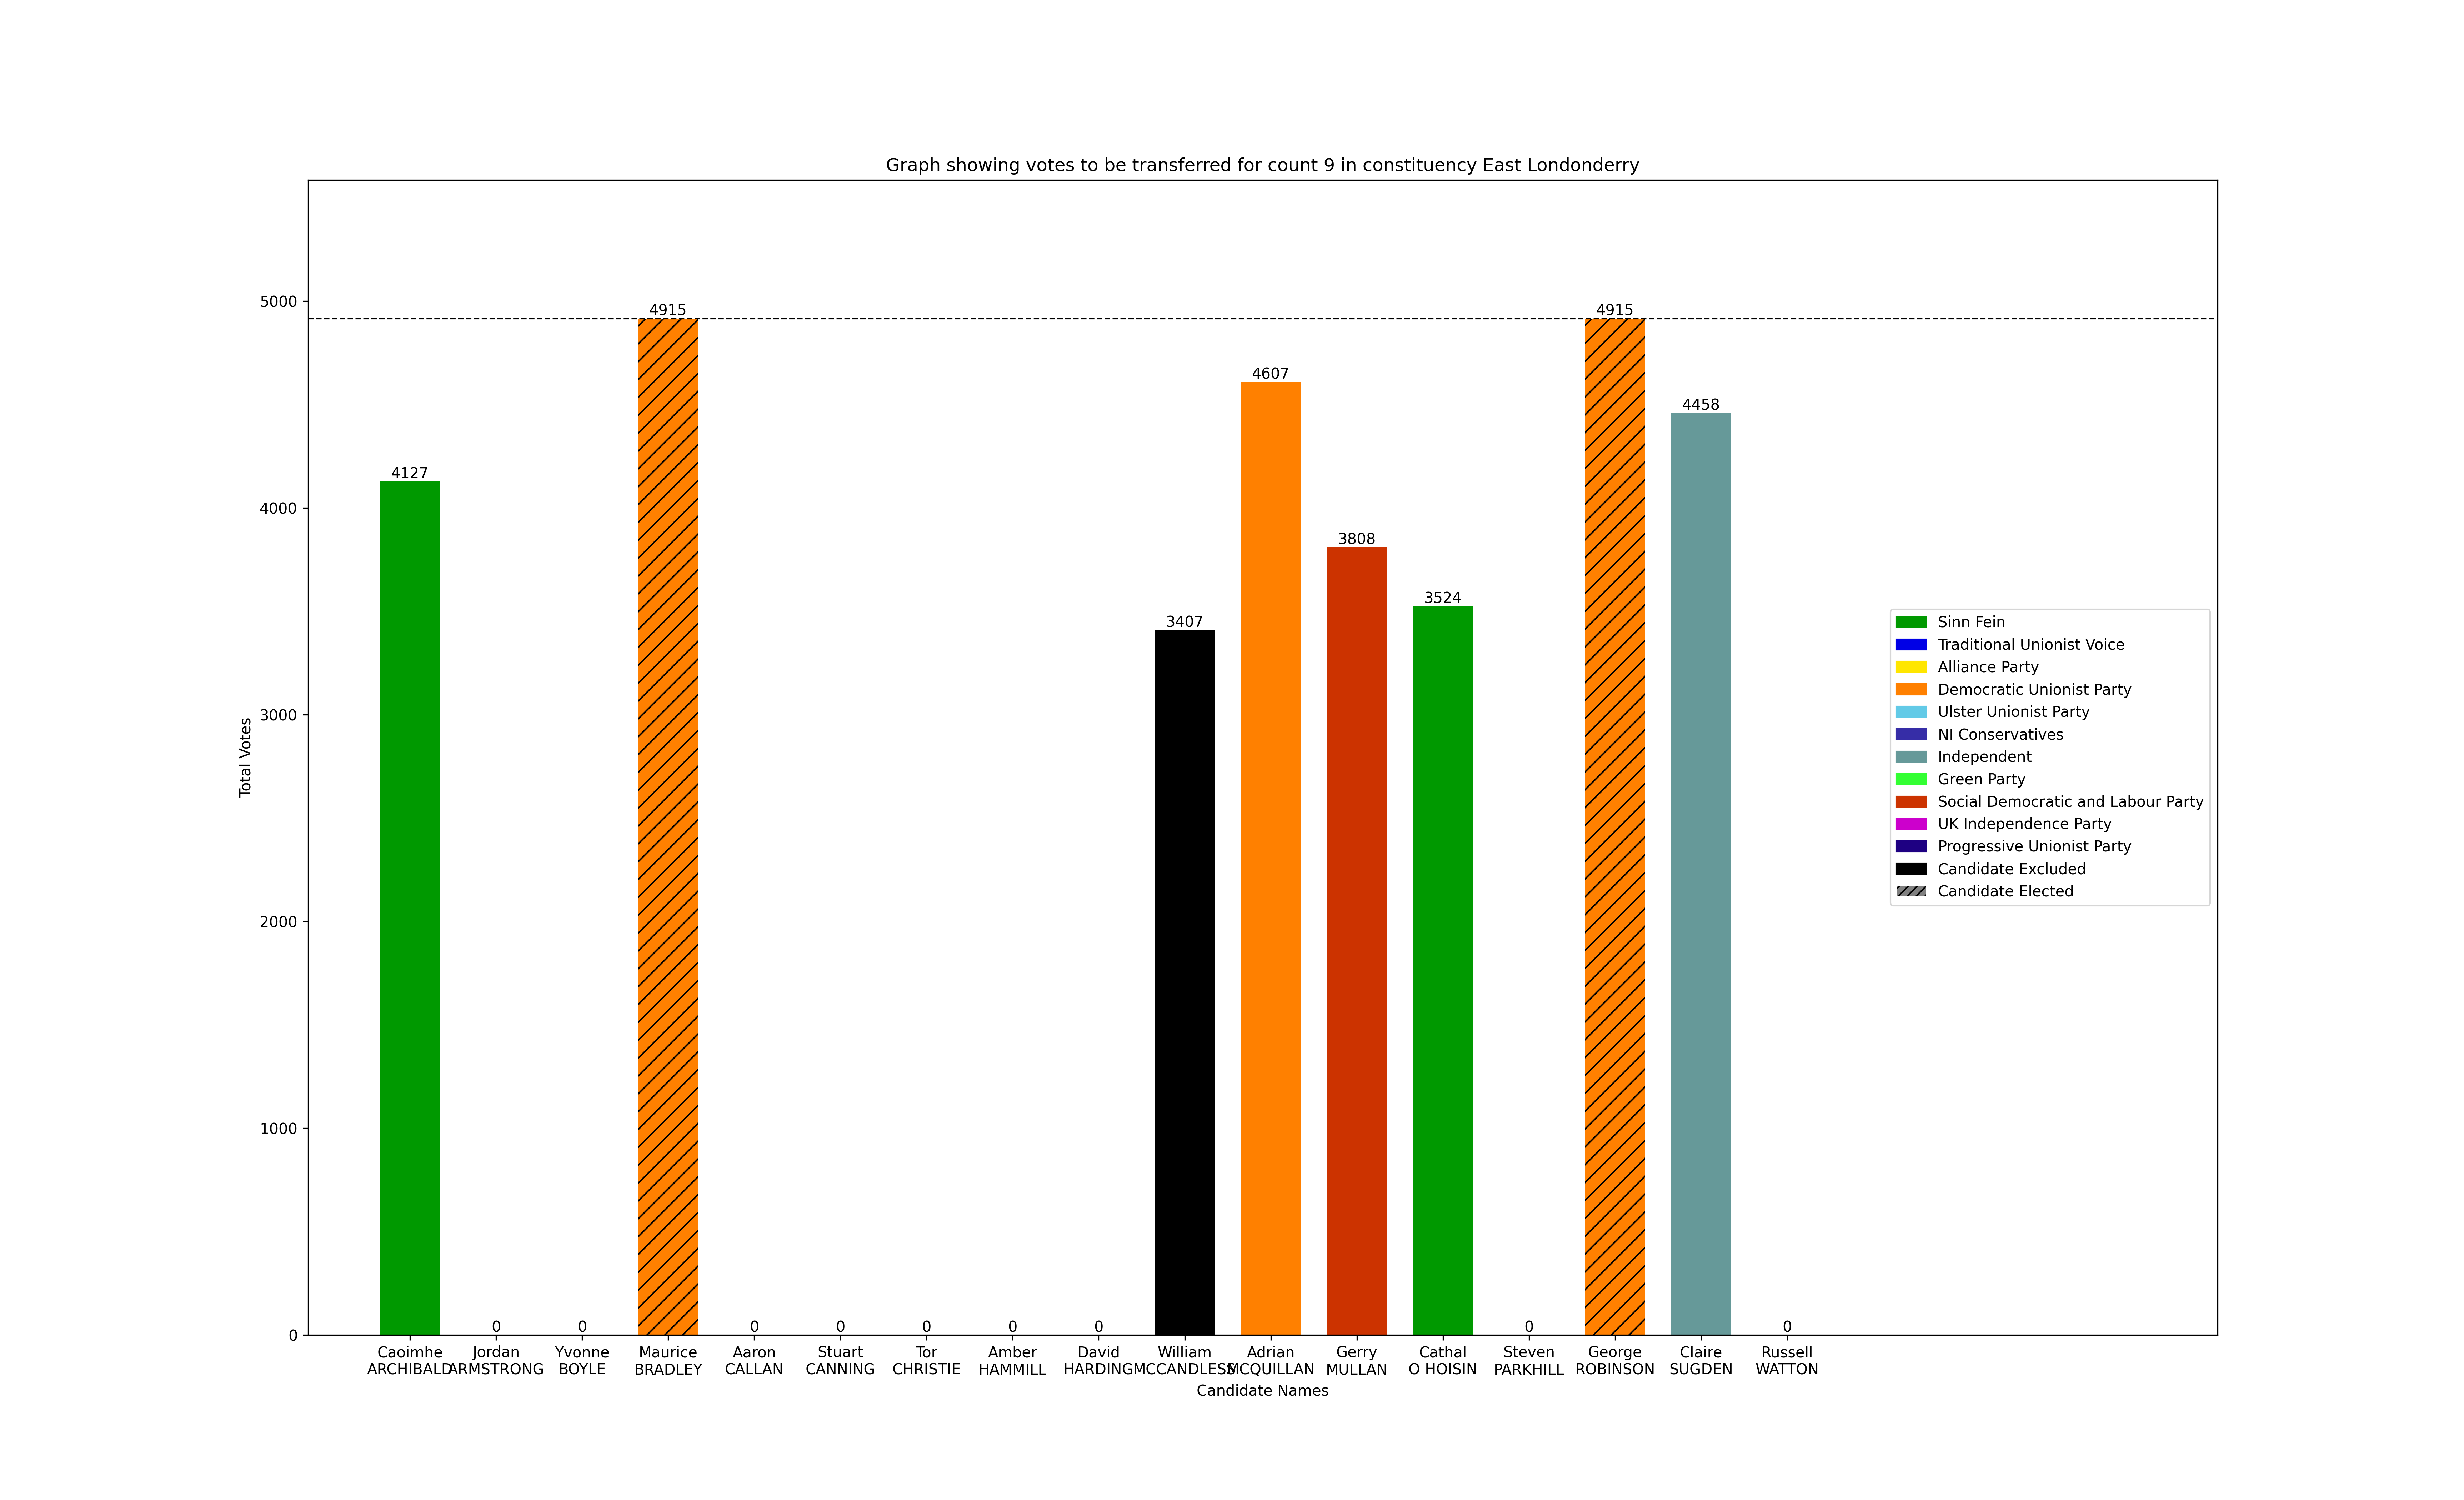 Graph showing votes to be transferred for count 9 in constituency East Londonderry
Total Votes
5000
4000
3000
2000
1000
0
4127
0
0
4915
0
0
0
0
0
3407
4607
3808
3524
0
4915
4458
0
Caoimhe
ARCHIBALD
Jordan
ARMSTRONG
Yvonne
BOYLE
Maurice
BRADLEY
Aaron
CALLAN
Stuart
CANNING
Tor
CHRISTIE
Amber
HAMMILL
David
HARDING
William
MCCANDLESS
Adrian
MCQUILLAN
Gerry
MULLAN
Cathal
O HOISIN
Steven
PARKHILL
George
ROBINSON
Claire
SUGDEN
Russell
WATTON
Candidate Names
Sinn Fein
Traditional Unionist Voice
Alliance Party
Democratic Unionist Party
Ulster Unionist Party
NI Conservatives
Independent
Green Party
Social Democratic and Labour Party
UK Independence Party
Progressive Unionist Party
Candidate Excluded
Candidate Elected